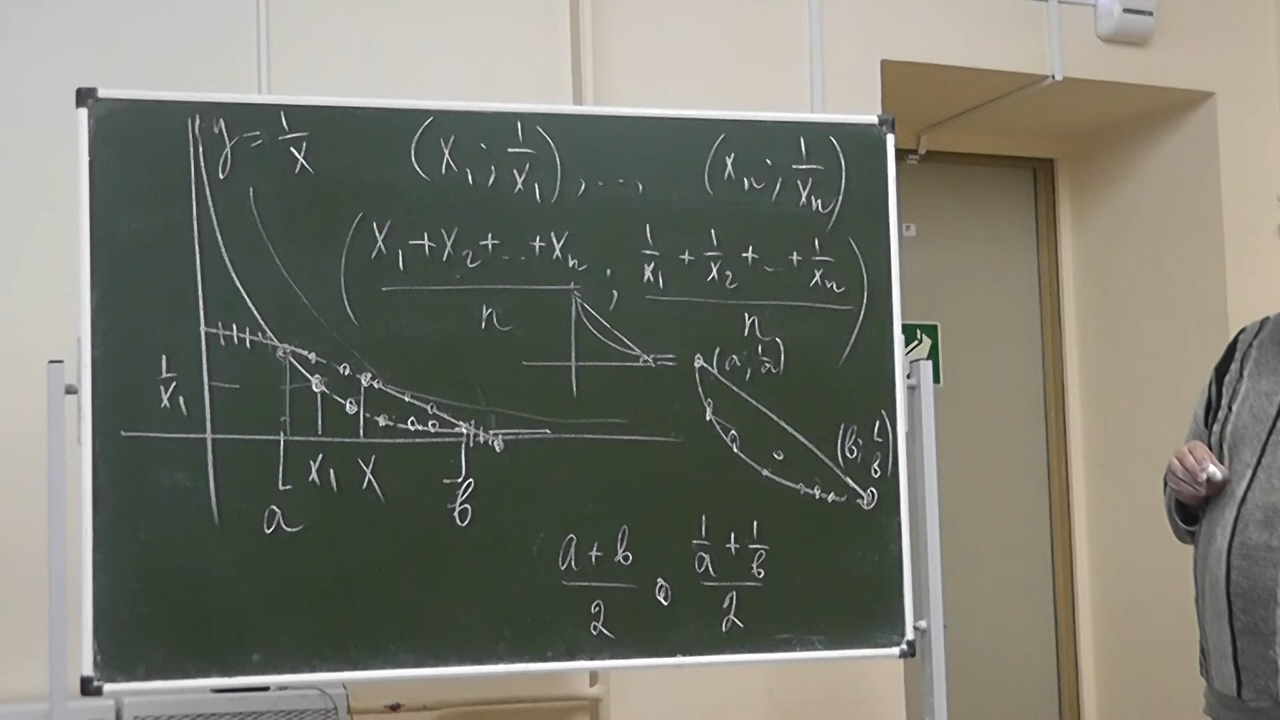 y = 1/x (x₁; 1/x₁), ..., (xₙ; 1/xₙ)
((x₁+x₂+...+xₙ)/n ; (1/x₁ + 1/x₂ + ... + 1/xₙ)/n)
1/x₁
(a; 1/a)
(в; 1/в)
x₁ x
a в
(a+в)/2 · (1/a + 1/в)/2